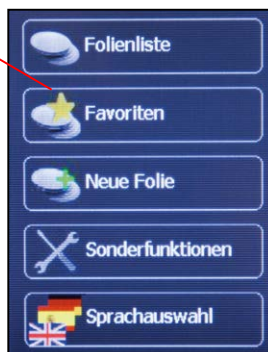 Folienliste
Favoriten
Neue Folie
Sonderfunktionen
Sprachauswahl